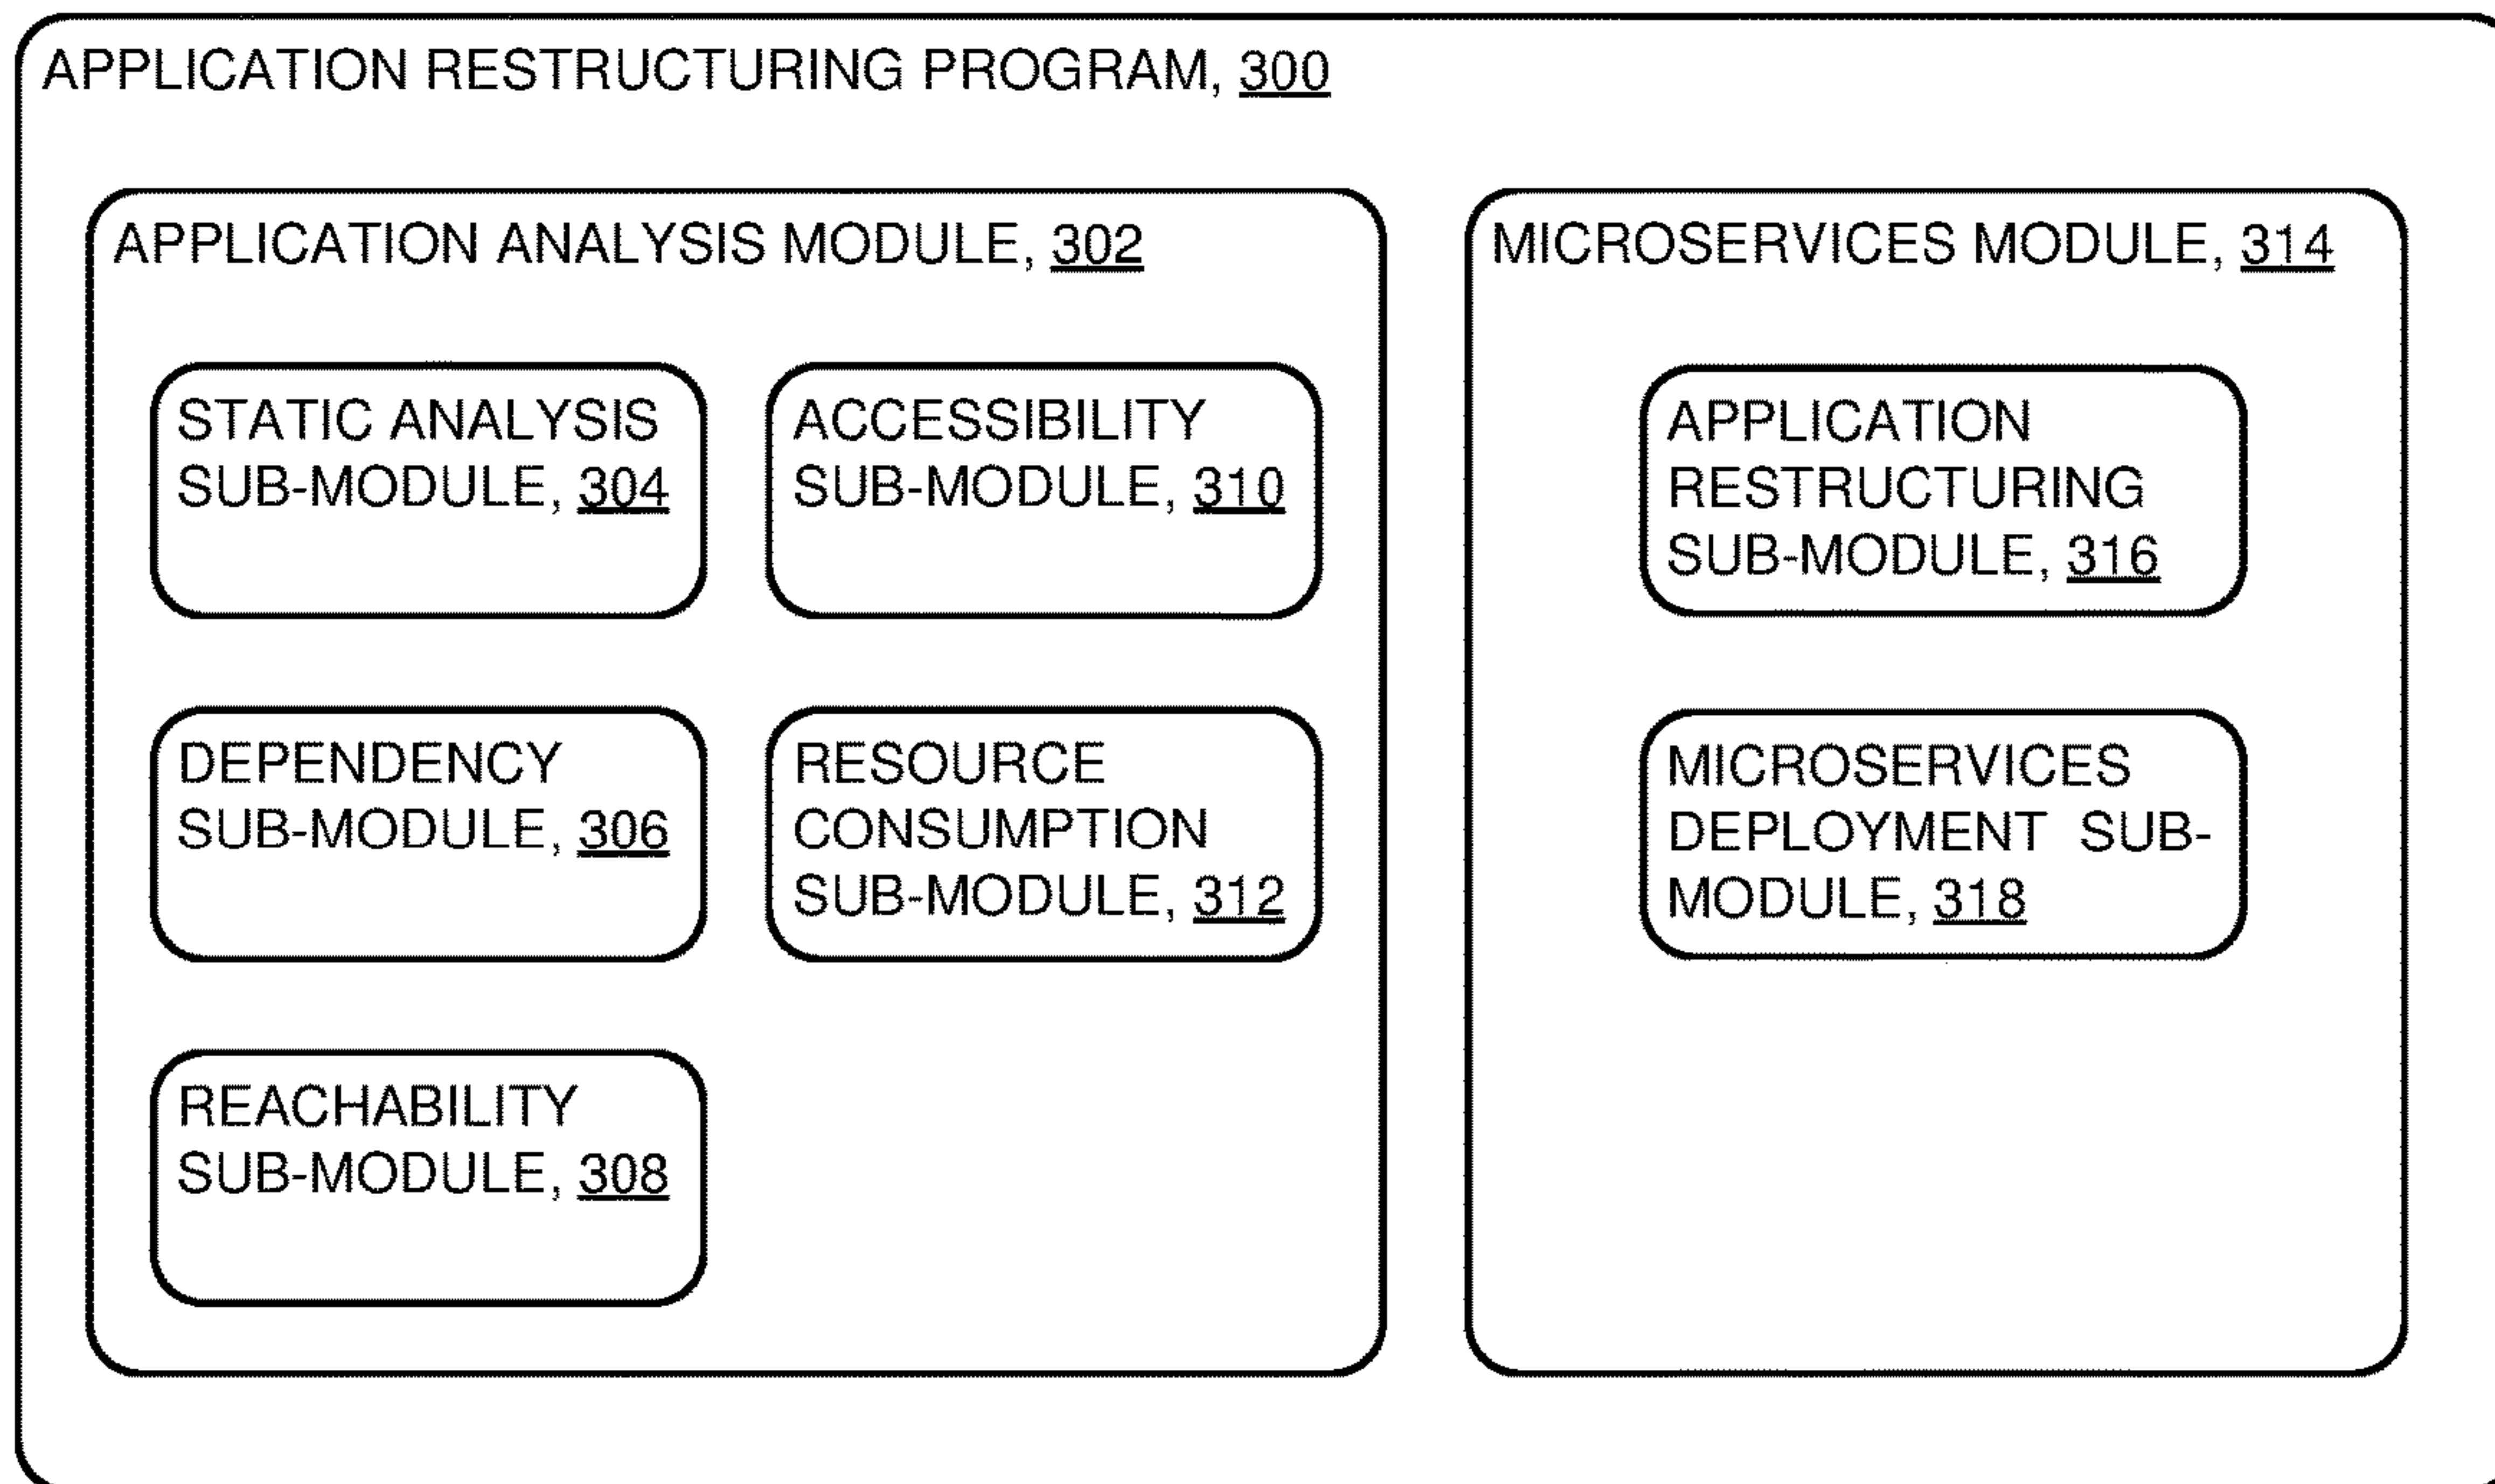 APPLICATION RESTRUCTURING PROGRAM, 300
APPLICATION ANALYSIS MODULE, 302
STATIC ANALYSIS
SUB-MODULE, 304
DEPENDENCY
SUB-MODULE, 306
REACHABILITY
SUB-MODULE, 308
ACCESSIBILITY
SUB-MODULE, 310
RESOURCE
CONSUMPTION
SUB-MODULE, 312
MICROSERVICES MODULE, 314
APPLICATION
RESTRUCTURING
SUB-MODULE, 316
MICROSERVICES
DEPLOYMENT SUB-
MODULE, 318